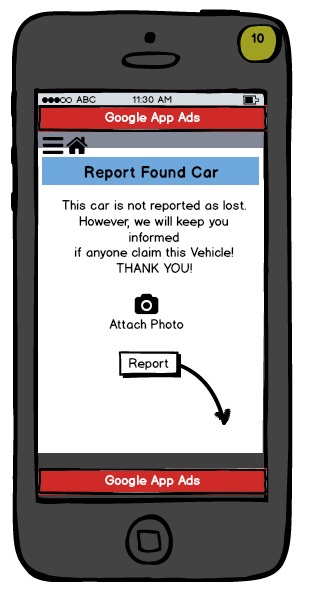 10
ABC 11:30 AM
Google App Ads
Report Found Car
This car is not reported as lost.
However, we will keep you
informed
if anyone claim this Vehicle!
THANK YOU!
Attach Photo
Report
Google App Ads